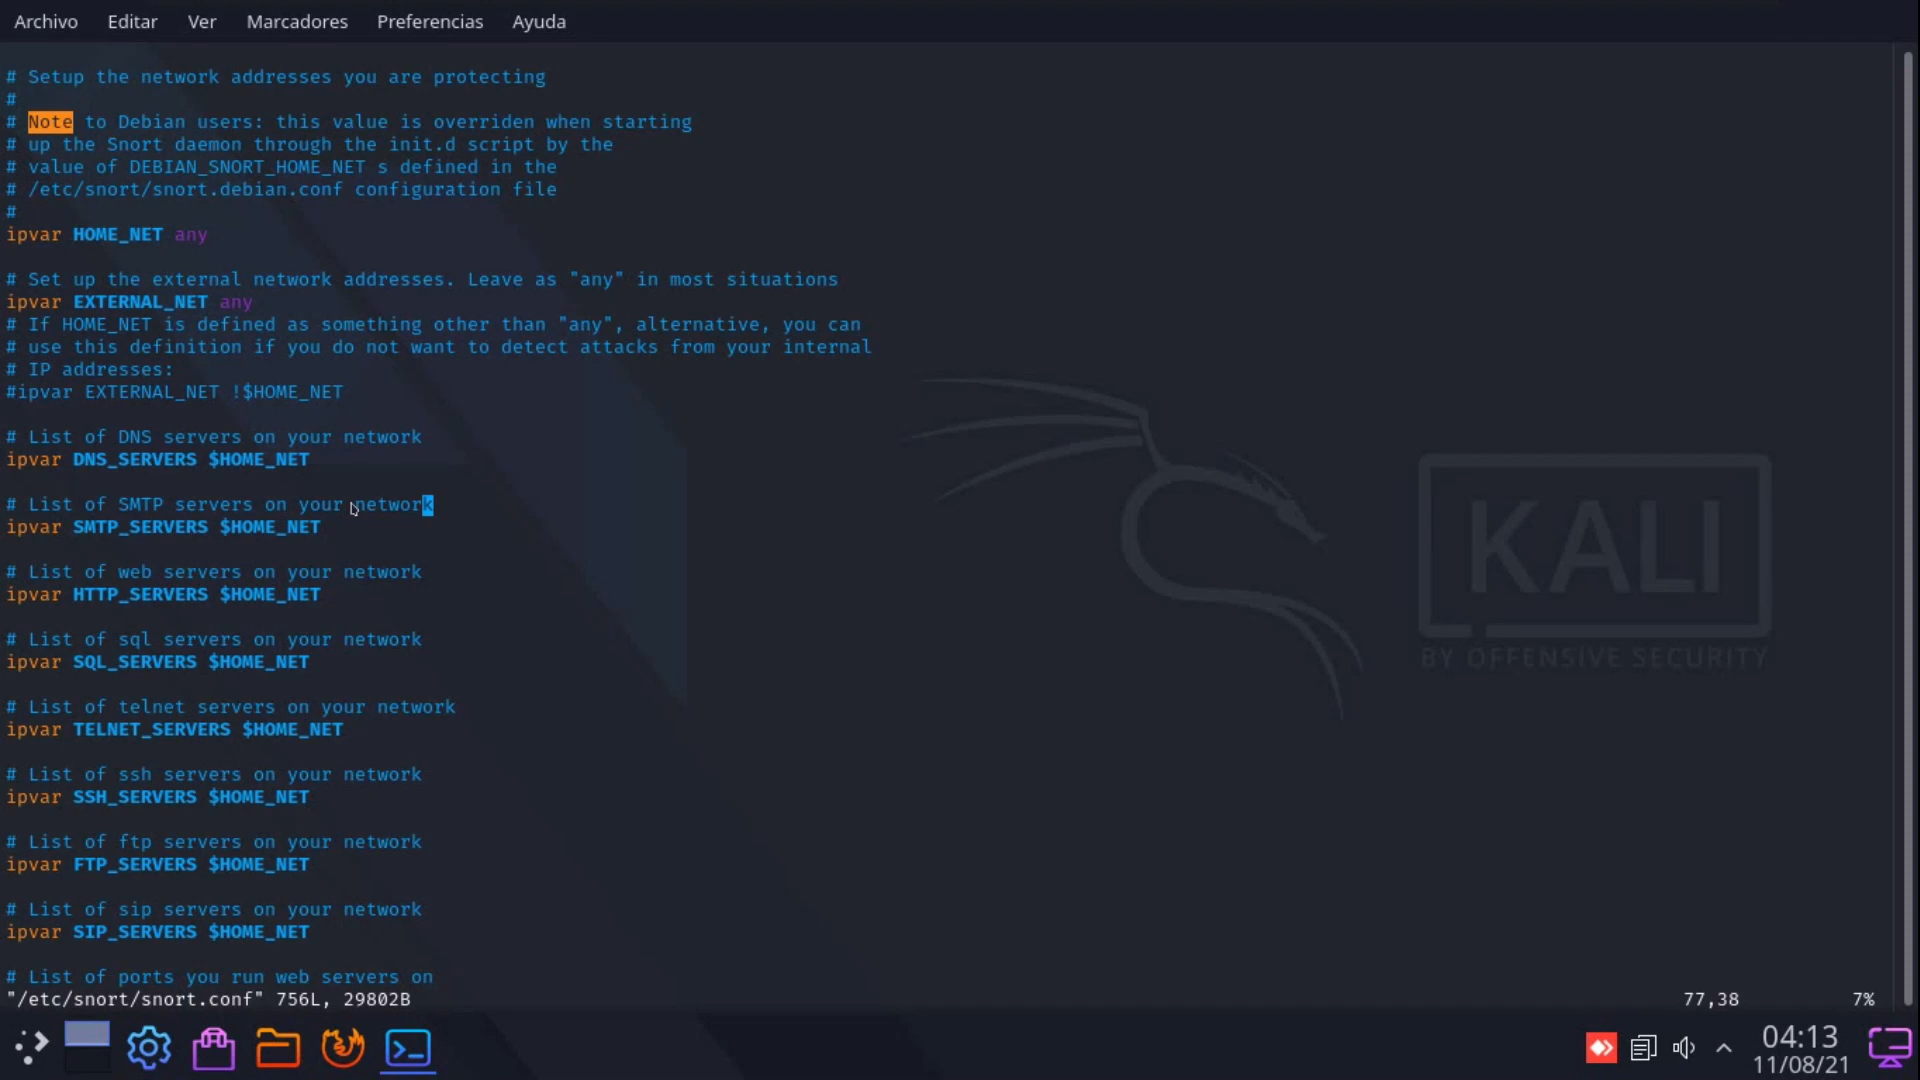 Archivo Editar Ver Marcadores Preferencias Ayuda
# Setup the network addresses you are protecting
#
# Note to Debian users: this value is overriden when starting
# up the Snort daemon through the init.d script by the
# value of DEBIAN_SNORT_HOME_NET s defined in the
# /etc/snort/snort.debian.conf configuration file
#
ipvar HOME_NET any
# Set up the external network addresses. Leave as "any" in most situations
ipvar EXTERNAL_NET any
# If HOME_NET is defined as something other than "any", alternative, you can
# use this definition if you do not want to detect attacks from your internal
# IP addresses:
#ipvar EXTERNAL_NET !$HOME_NET
# List of DNS servers on your network
ipvar DNS_SERVERS $HOME_NET
# List of SMTP servers on your network
ipvar SMTP_SERVERS $HOME_NET
# List of web servers on your network
ipvar HTTP_SERVERS $HOME_NET
# List of sql servers on your network
ipvar SQL_SERVERS $HOME_NET
# List of telnet servers on your network
ipvar TELNET_SERVERS $HOME_NET
# List of ssh servers on your network
ipvar SSH_SERVERS $HOME_NET
# List of ftp servers on your network
ipvar FTP_SERVERS $HOME_NET
# List of sip servers on your network
ipvar SIP_SERVERS $HOME_NET
# List of ports you run web servers on
"/etc/snort/snort.conf" 756L, 29802B 77,38 7%
KALI
BY OFFENSIVE SECURITY
04:13
11/08/21